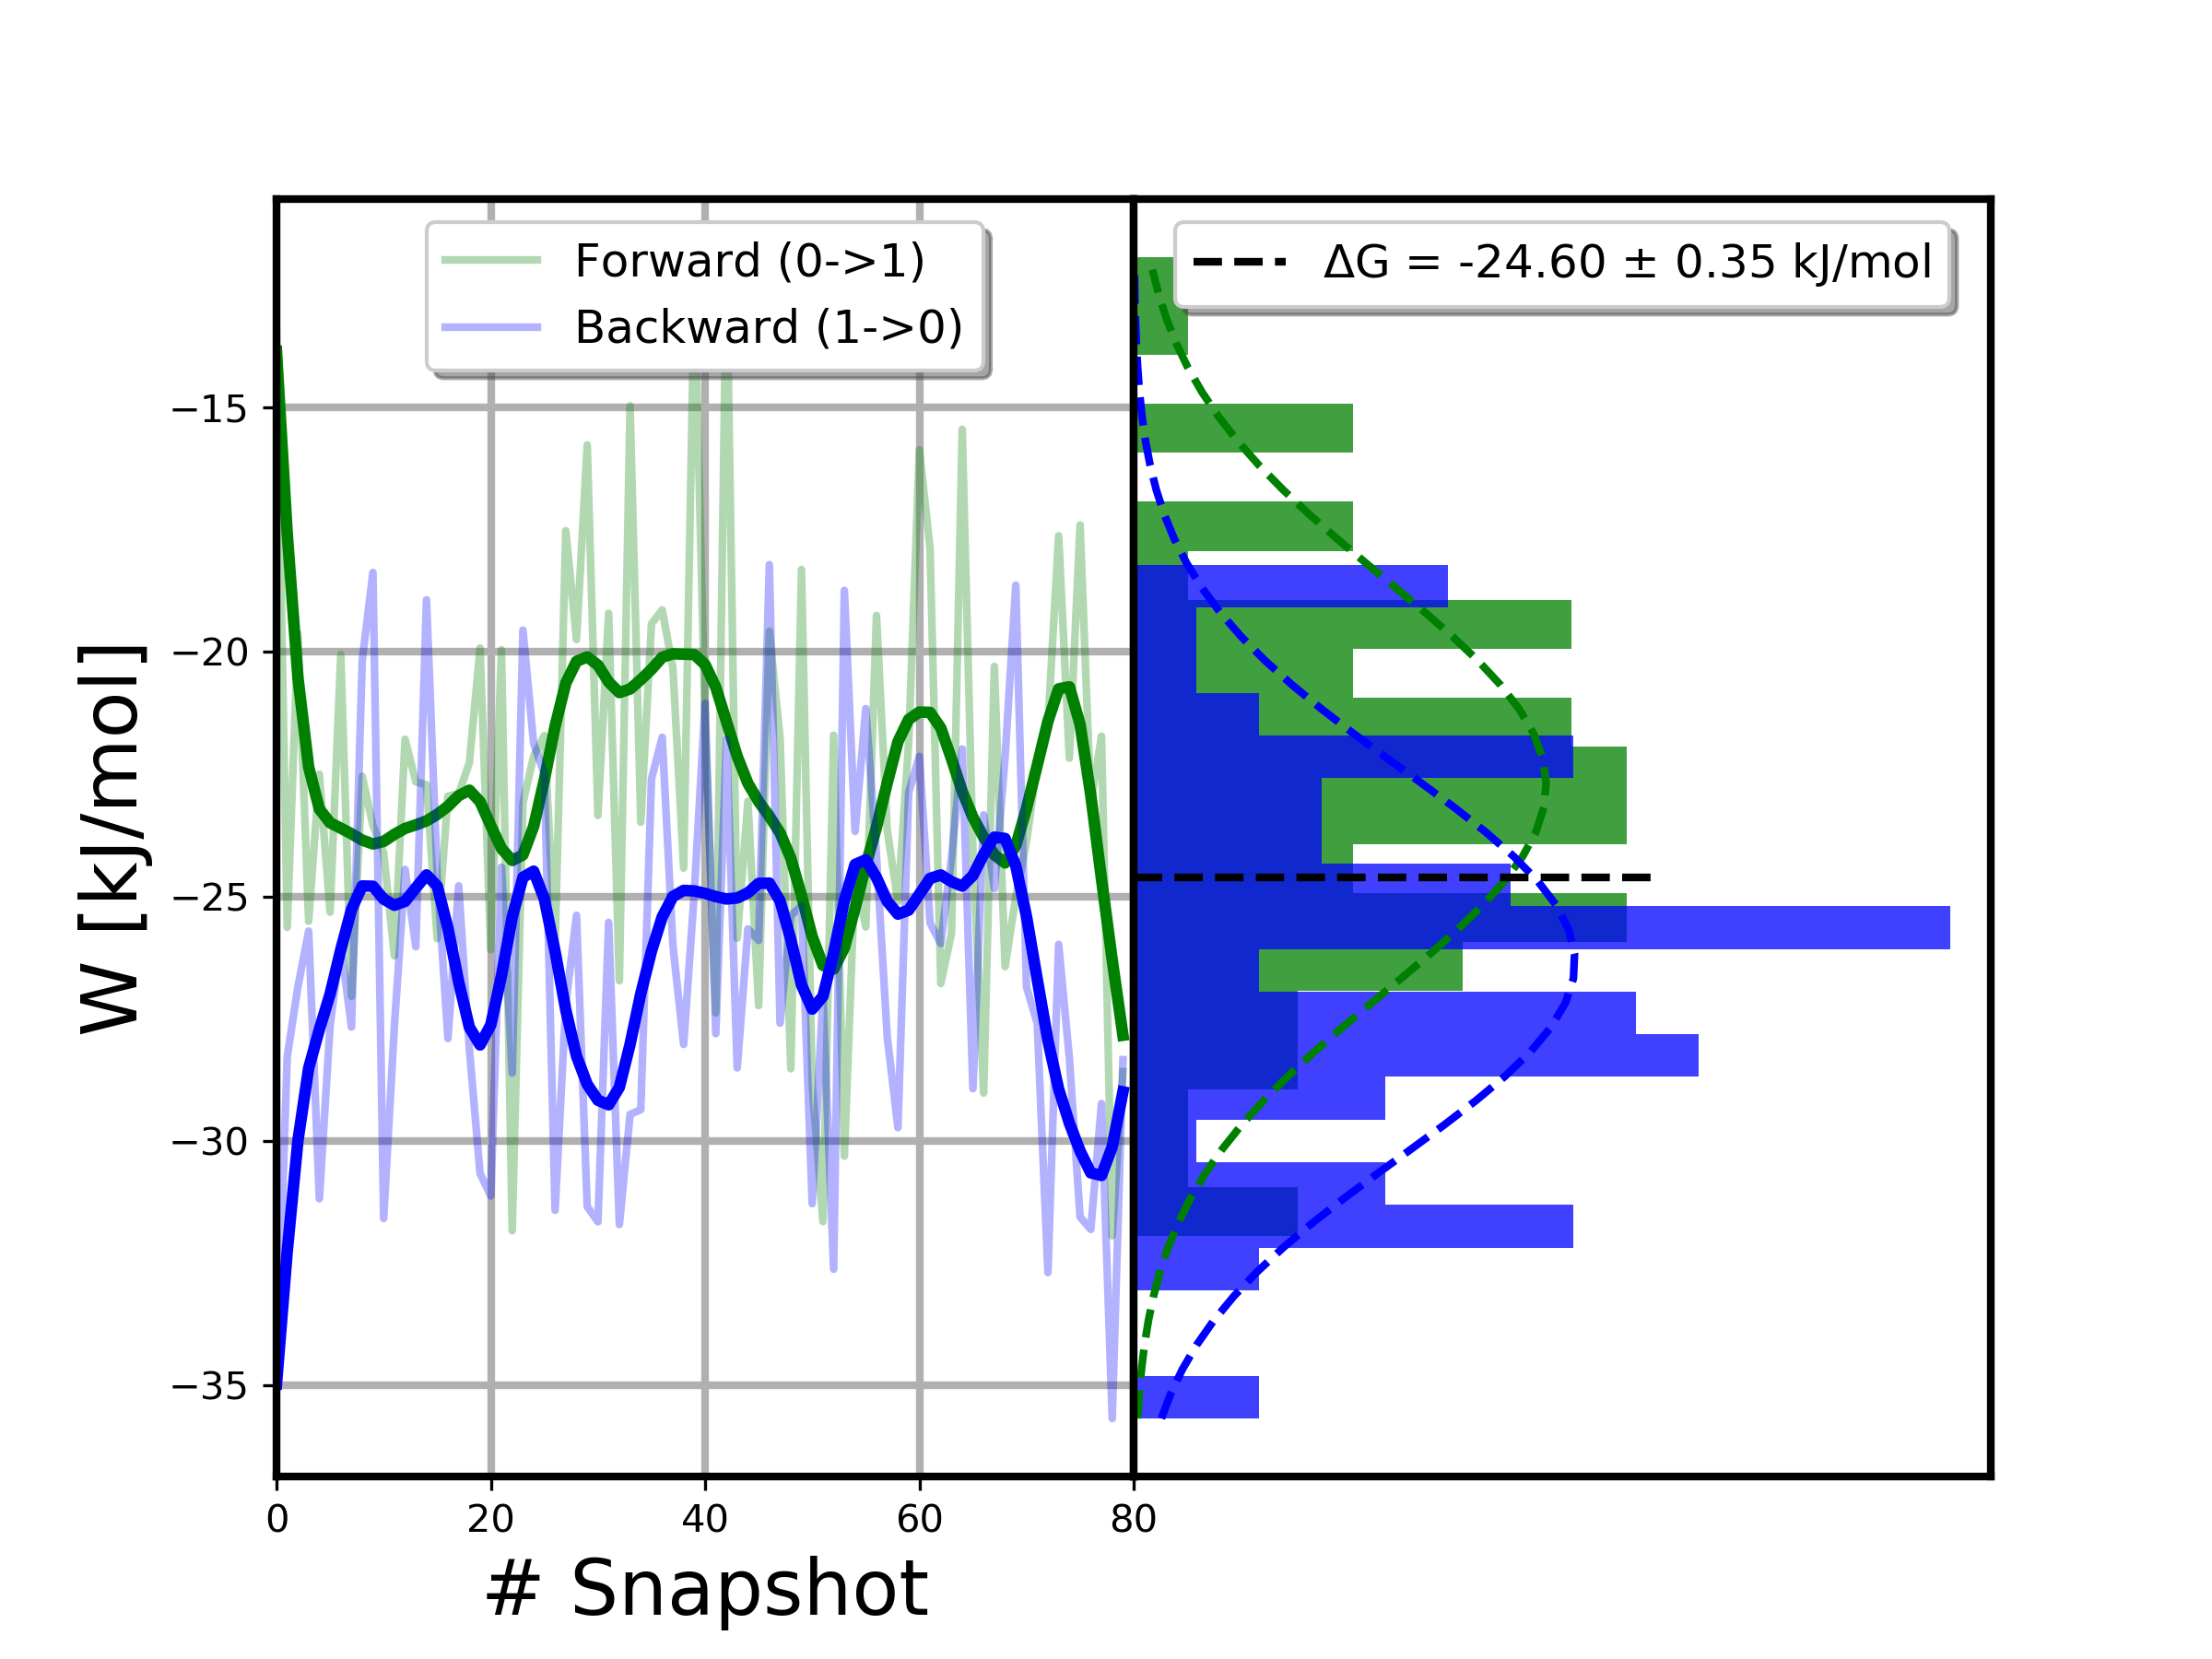 Forward (0->1)
Backward (1->0)
ΔG = -24.60 ± 0.35 kJ/mol
W [kJ/mol]
−15
−20
−25
−30
−35
0 20 40 60 80
# Snapshot